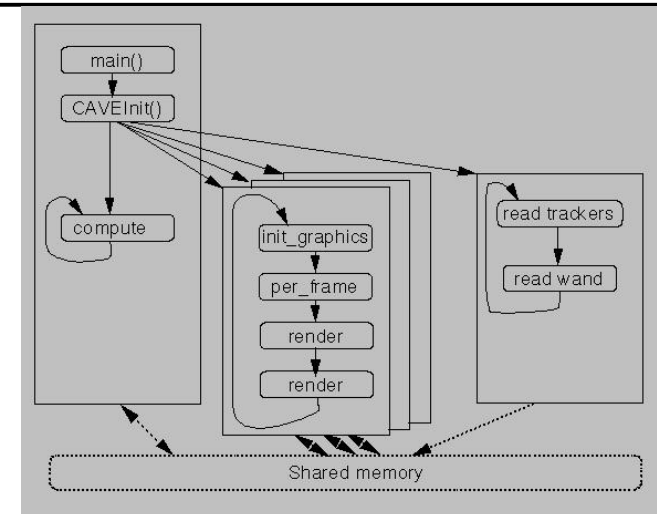 main()
CAVEInit()
compute
init_graphics
per_frame
render
render
read trackers
read wand
Shared memory